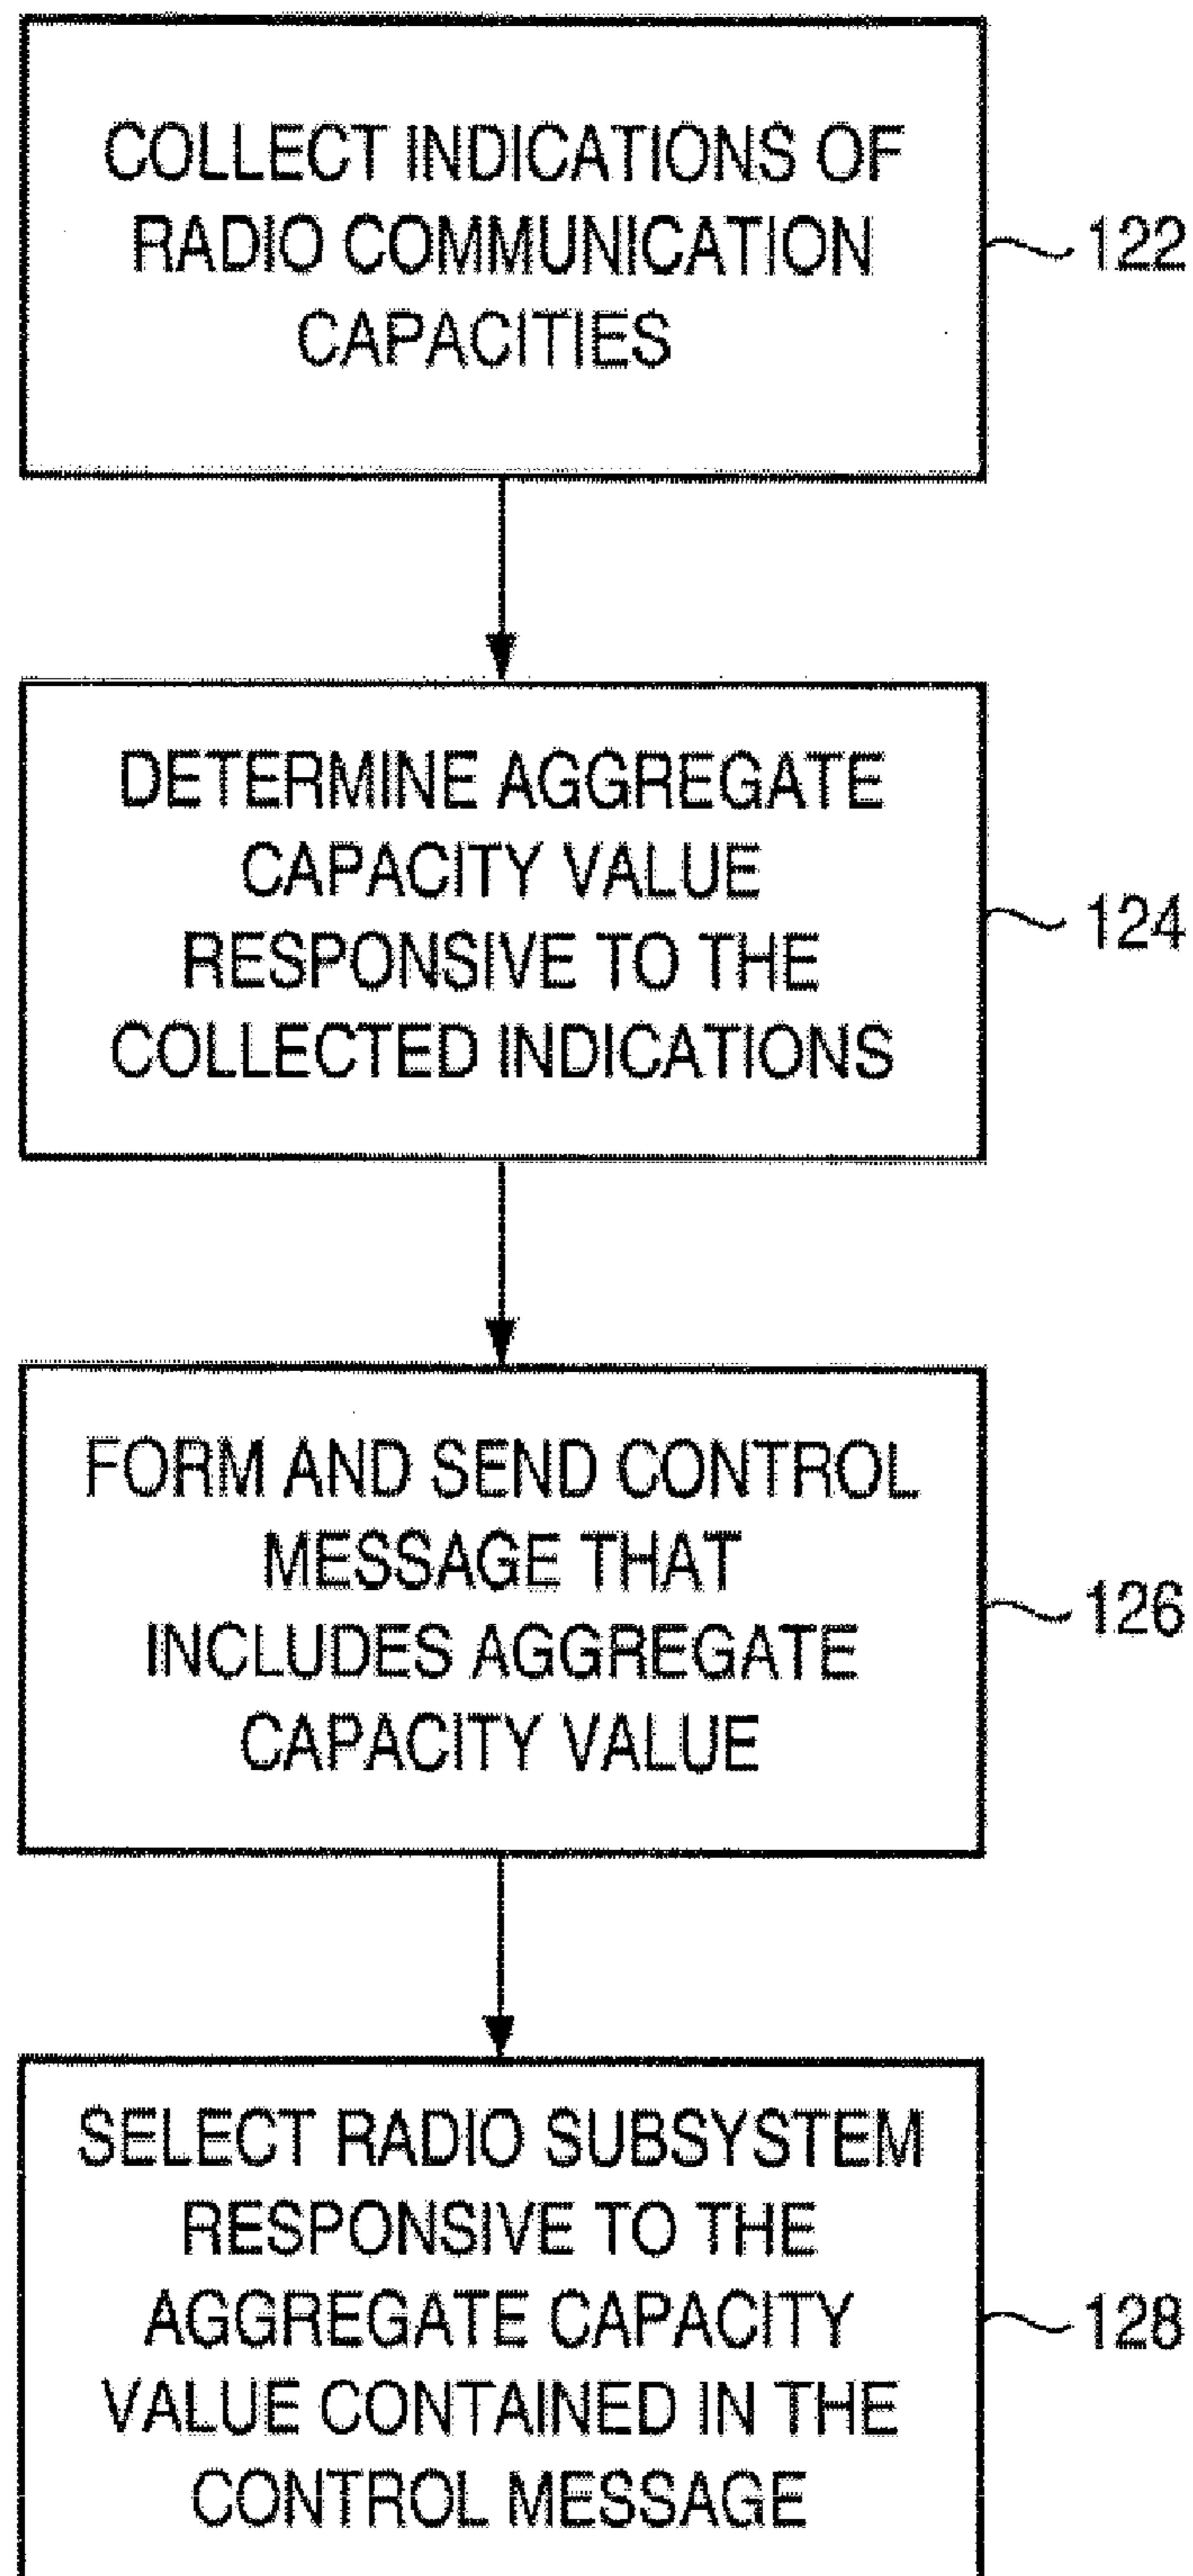 COLLECT INDICATIONS OF
RADIO COMMUNICATION
CAPACITIES
122
DETERMINE AGGREGATE
CAPACITY VALUE
RESPONSIVE TO THE
COLLECTED INDICATIONS
124
FORM AND SEND CONTROL
MESSAGE THAT
INCLUDES AGGREGATE
CAPACITY VALUE
126
SELECT RADIO SUBSYSTEM
RESPONSIVE TO THE
AGGREGATE CAPACITY
VALUE CONTAINED IN THE
CONTROL MESSAGE
128